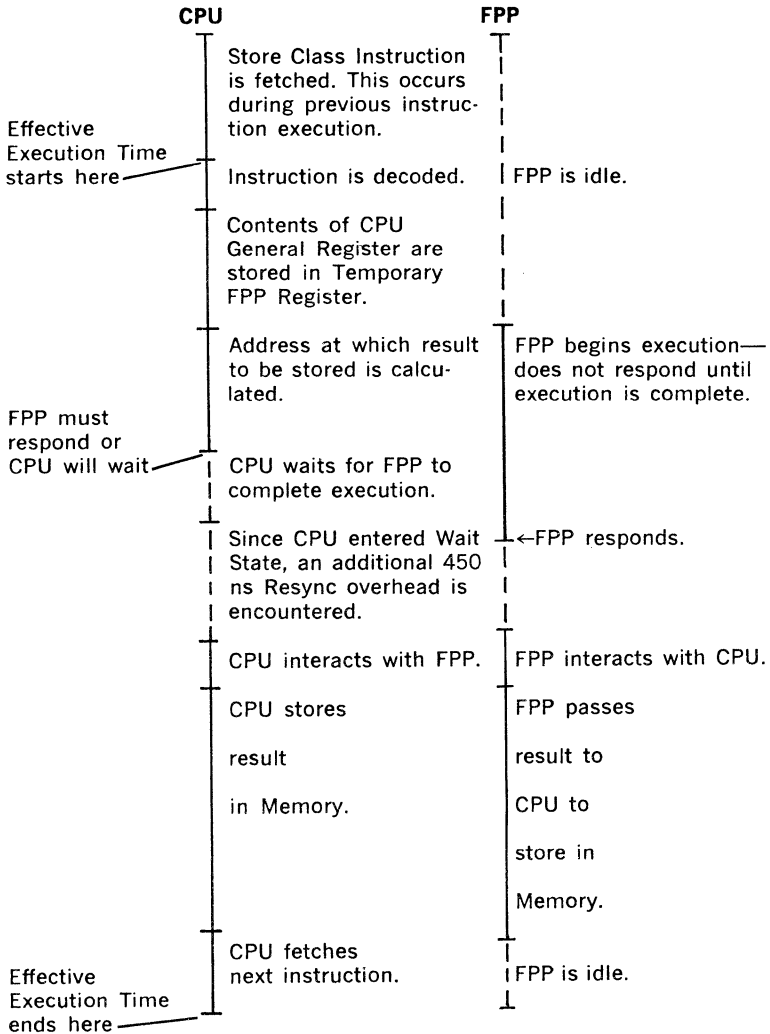 CPU
FPP
Store Class Instruction
is fetched. This occurs
during previous instruc-
tion execution.
Effective
Execution Time
starts here
Instruction is decoded.
FPP is idle.
Contents of CPU
General Register are
stored in Temporary
FPP Register.
Address at which result
to be stored is calcu-
lated.
FPP begins execution—
does not respond until
execution is complete.
FPP must
respond or
CPU will wait
CPU waits for FPP to
complete execution.
Since CPU entered Wait
State, an additional 450
ns Resync overhead is
encountered.
←FPP responds.
CPU interacts with FPP.
FPP interacts with CPU.
CPU stores
result
in Memory.
FPP passes
result to
CPU to
store in
Memory.
CPU fetches
next instruction.
FPP is idle.
Effective
Execution Time
ends here